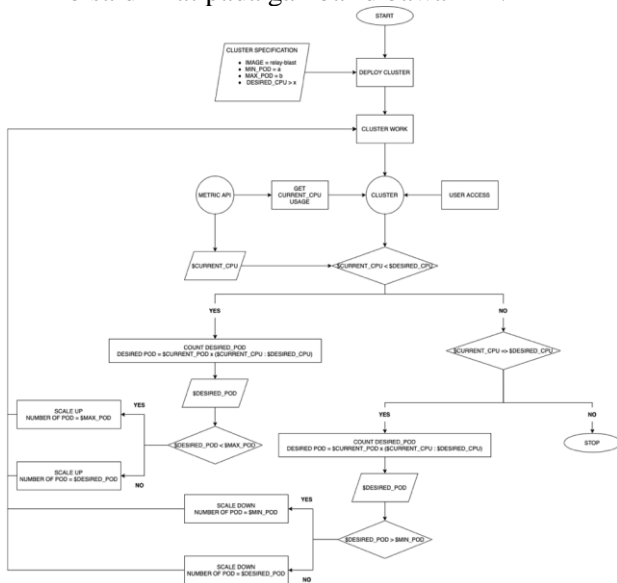 START
CLUSTER SPECIFICATION
• IMAGE = relay-blast
• MIN_POD = a
• MAX_POD = b
• DESIRED_CPU > x
DEPLOY CLUSTER
CLUSTER WORK
METRIC API
GET
CURRENT_CPU
USAGE
CLUSTER
USER ACCESS
$CURRENT_CPU
$CURRENT_CPU < $DESIRED_CPU
YES
NO
COUNT DESIRED_POD
DESIRED POD = $CURRENT_POD x ($CURRENT_CPU : $DESIRED_CPU)
$CURRENT_CPU <= $DESIRED_CPU
$DESIRED_POD
YES
NO
SCALE UP
NUMBER OF POD = $MAX_POD
YES
$DESIRED_POD < $MAX_POD
COUNT DESIRED_POD
DESIRED POD = $CURRENT_POD x ($CURRENT_CPU : $DESIRED_CPU)
STOP
SCALE UP
NUMBER OF POD = $DESIRED_POD
NO
$DESIRED_POD
SCALE DOWN
NUMBER OF POD = $MIN_POD
YES
$DESIRED_POD > $MIN_POD
SCALE DOWN
NUMBER OF POD = $DESIRED_POD
NO